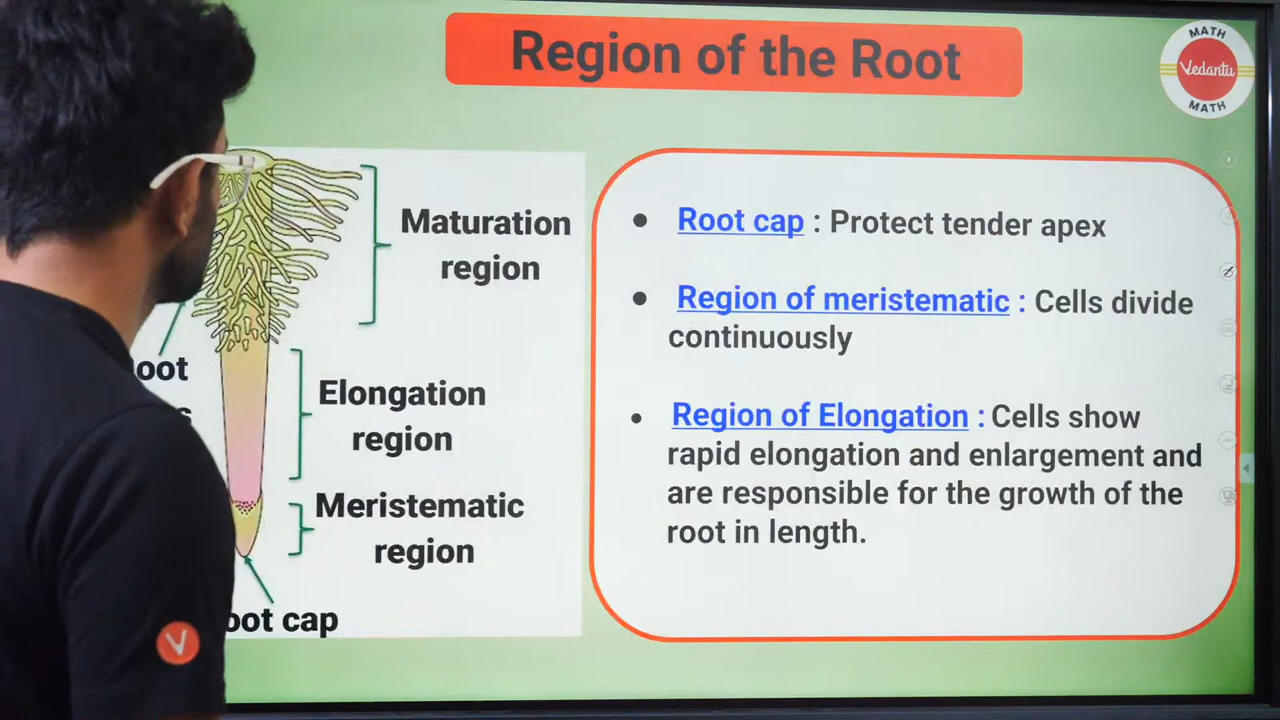 Region of the Root
MATH
Vedantu
MATH
Maturation
region
Elongation
region
Meristematic
region
• Root cap : Protect tender apex
• Region of meristematic : Cells divide
continuously
• Region of Elongation : Cells show
rapid elongation and enlargement and
are responsible for the growth of the
root in length.
cap
V